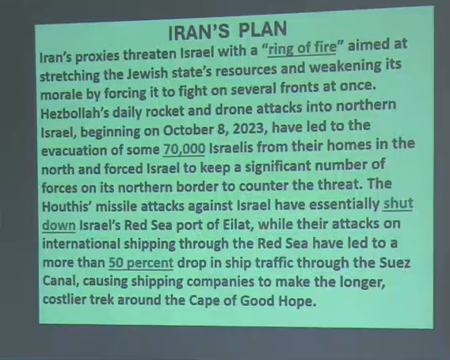 IRAN'S PLAN
Iran's proxies threaten Israel with a "ring of fire" aimed at
stretching the Jewish state's resources and weakening its
morale by forcing it to fight on several fronts at once.
Hezbollah's daily rocket and drone attacks into northern
Israel, beginning on October 8, 2023, have led to the
evacuation of some 70,000 Israelis from their homes in the
north and forced Israel to keep a significant number of
forces on its northern border to counter the threat. The
Houthis' missile attacks against Israel have essentially shut
down Israel's Red Sea port of Eilat, while their attacks on
international shipping through the Red Sea have led to a
more than 50 percent drop in ship traffic through the Suez
Canal, causing shipping companies to make the longer,
costlier trek around the Cape of Good Hope.